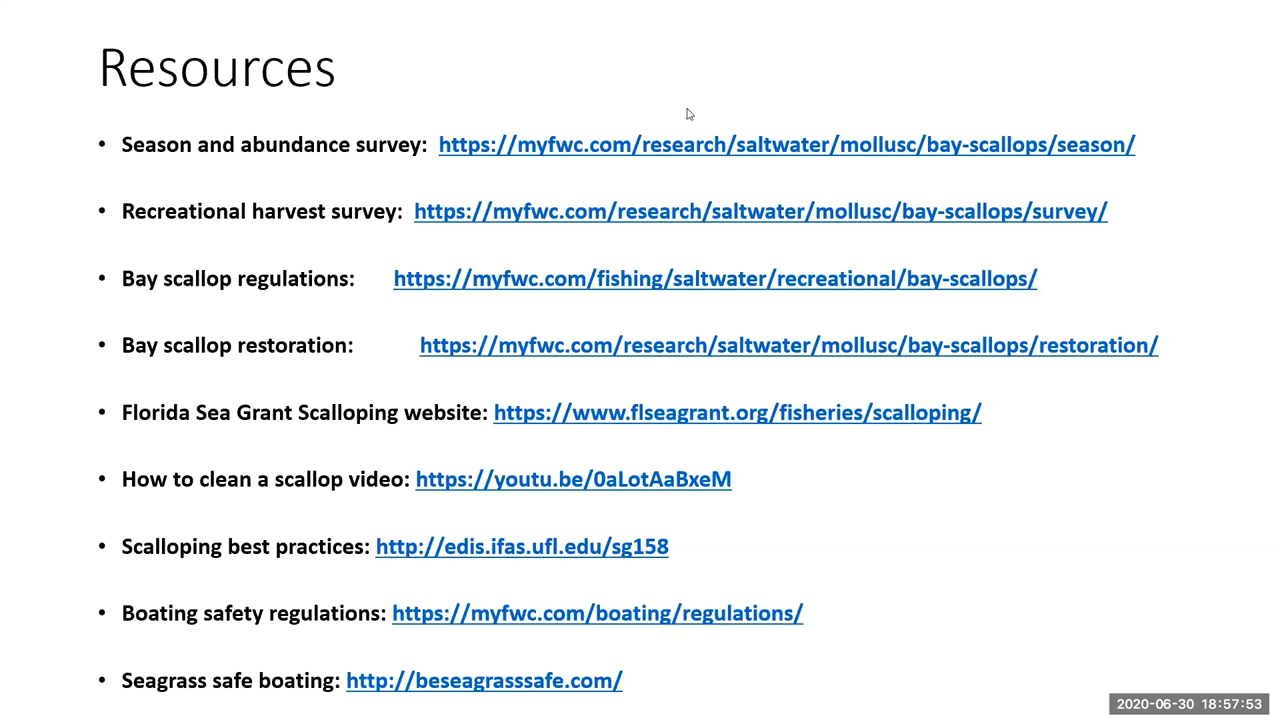 Resources
• Season and abundance survey: https://myfwc.com/research/saltwater/mollusc/bay-scallops/season/
• Recreational harvest survey: https://myfwc.com/research/saltwater/mollusc/bay-scallops/survey/
• Bay scallop regulations: https://myfwc.com/fishing/saltwater/recreational/bay-scallops/
• Bay scallop restoration: https://myfwc.com/research/saltwater/mollusc/bay-scallops/restoration/
• Florida Sea Grant Scalloping website: https://www.flseagrant.org/fisheries/scalloping/
• How to clean a scallop video: https://youtu.be/0aLotAaBxeM
• Scalloping best practices: http://edis.ifas.ufl.edu/sg158
• Boating safety regulations: https://myfwc.com/boating/regulations/
• Seagrass safe boating: http://beseagrasssafe.com/
2020-06-30 18:57:53